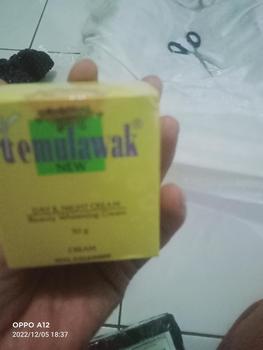 temulawak®
NEW
DAY & NIGHT CREAM
Beauty Whitening Cream
CREAM
OPPO A12
2022/12/05 18:37